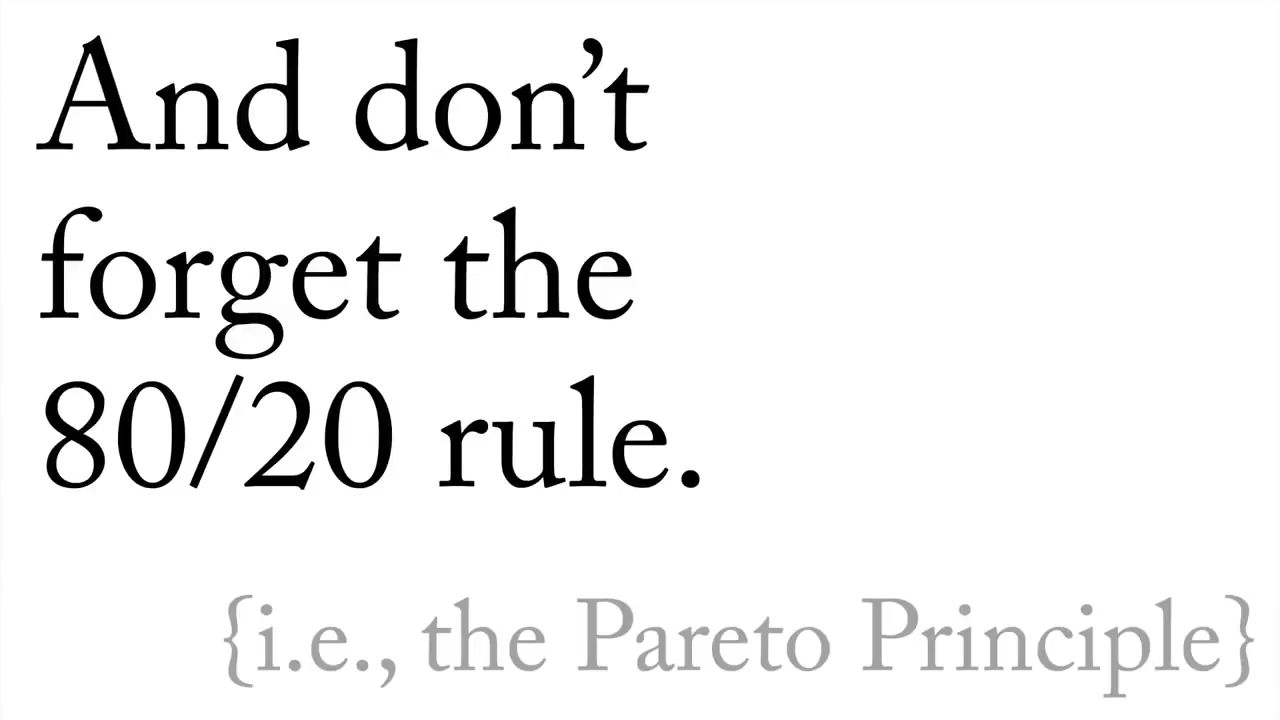 And don’t
forget the
80/20 rule.
{i.e., the Pareto Principle}